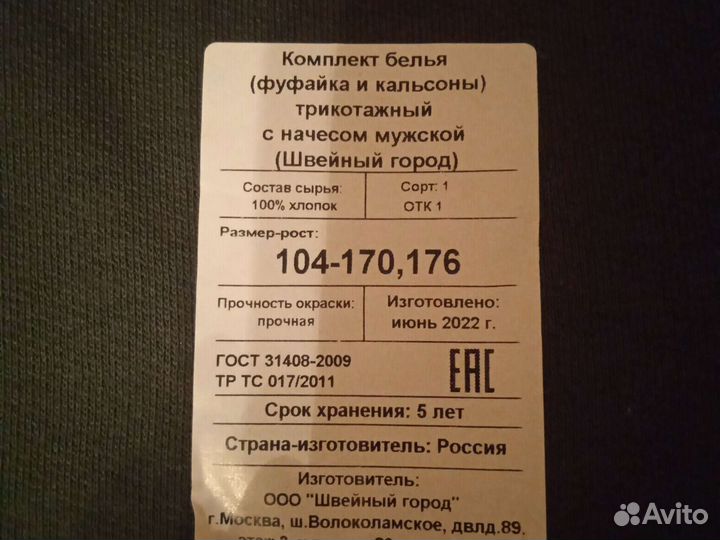 Комплект белья
(фуфайка и кальсоны)
трикотажный
с начесом мужской
(Швейный город)
Состав сырья:
100% хлопок
Сорт: 1
ОТК 1
Размер-рост:
104-170,176
Прочность окраски:
прочная
Изготовлено:
июнь 2022 г.
ГОСТ 31408-2009
ТР ТС 017/2011
ЕАС
Срок хранения: 5 лет
Страна-изготовитель: Россия
Изготовитель:
ООО "Швейный город"
г.Москва, ш.Волоколамское, двлд.89,
Avito